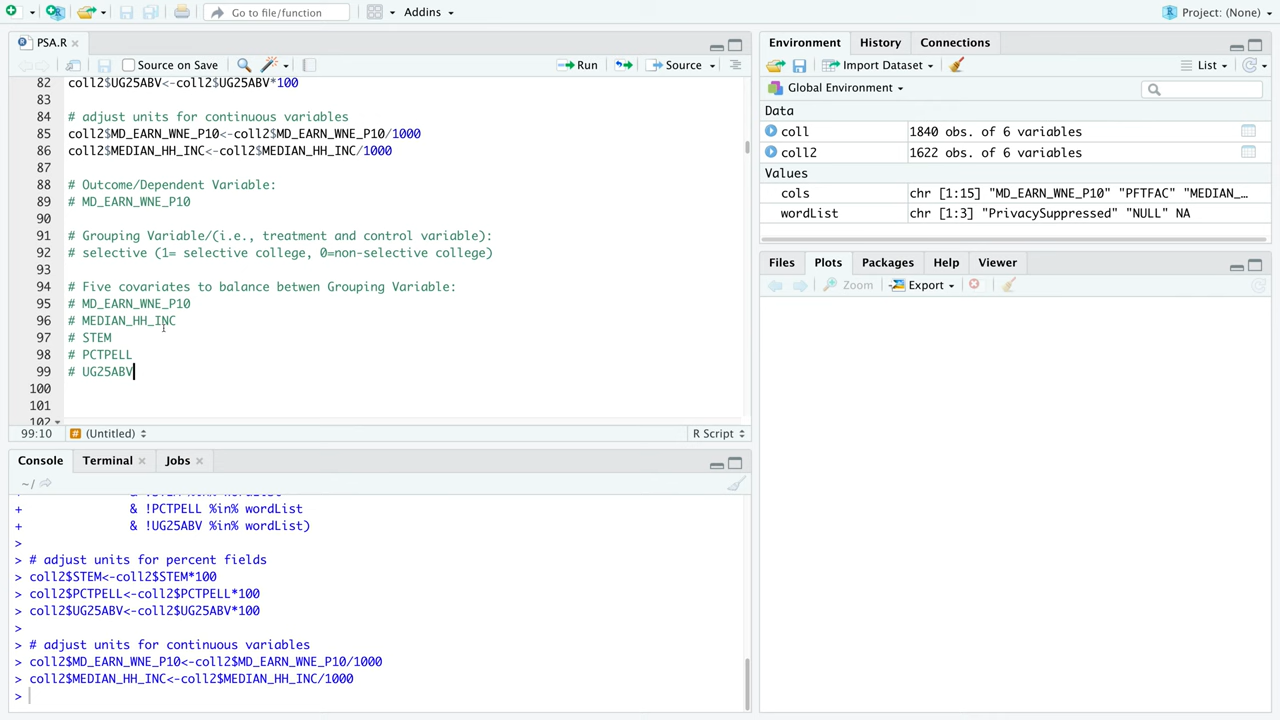 Go to file/function
Addins
Project: (None)
PSA.R
Source on Save
Run
Source
82 coll2$UG25ABV<-coll2$UG25ABV*100
83
84 # adjust units for continuous variables
85 coll2$MD_EARN_WNE_P10<-coll2$MD_EARN_WNE_P10/1000
86 coll2$MEDIAN_HH_INC<-coll2$MEDIAN_HH_INC/1000
87
88 # Outcome/Dependent Variable:
89 # MD_EARN_WNE_P10
90
91 # Grouping Variable/(i.e., treatment and control variable):
92 # selective (1= selective college, 0=non-selective college)
93
94 # Five covariates to balance betwen Grouping Variable:
95 # MD_EARN_WNE_P10
96 # MEDIAN_HH_INC
97 # STEM
98 # PCTPELL
99 # UG25ABV
100
101
102
99:10 # (Untitled) R Script
Console Terminal Jobs
~/
+ & !PCTPELL %in% wordList
+ & !UG25ABV %in% wordList)
>
> # adjust units for percent fields
> coll2$STEM<-coll2$STEM*100
> coll2$PCTPELL<-coll2$PCTPELL*100
> coll2$UG25ABV<-coll2$UG25ABV*100
>
> # adjust units for continuous variables
> coll2$MD_EARN_WNE_P10<-coll2$MD_EARN_WNE_P10/1000
> coll2$MEDIAN_HH_INC<-coll2$MEDIAN_HH_INC/1000
>
Environment History Connections
Import Dataset List
Global Environment
Data
coll 1840 obs. of 6 variables
coll2 1622 obs. of 6 variables
Values
cols chr [1:15] "MD_EARN_WNE_P10" "PFTFAC" "MEDIAN_…
wordList chr [1:3] "PrivacySuppressed" "NULL" NA
Files Plots Packages Help Viewer
Zoom Export